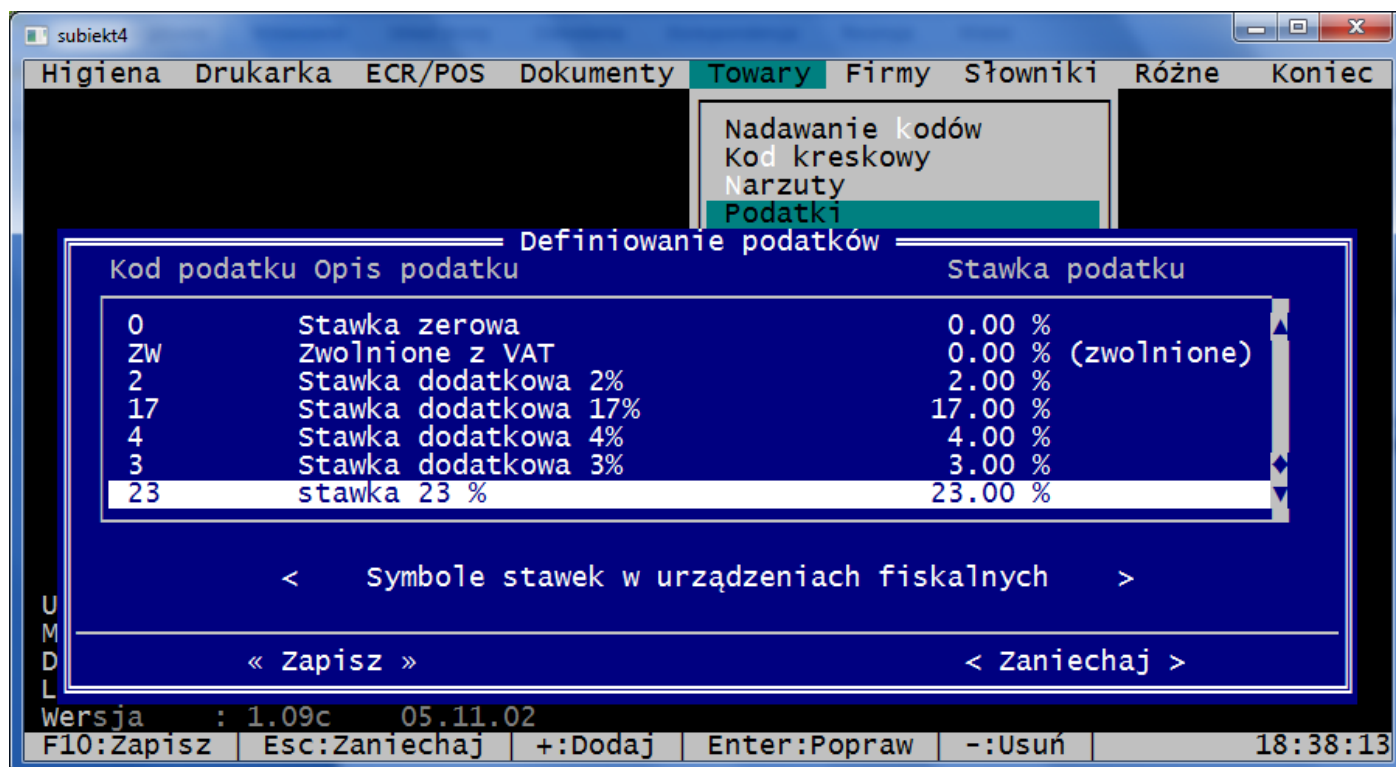 subiekt4
Higiena Drukarka ECR/POS Dokumenty Towary Firmy Słowniki Różne Koniec
Nadawanie kodów
Kod kreskowy
Narzuty
Podatki
Definiowanie podatków
Kod podatku Opis podatku Stawka podatku
0 Stawka zerowa 0.00 %
ZW Zwolnione z VAT 0.00 % (zwolnione)
2 Stawka dodatkowa 2% 2.00 %
17 Stawka dodatkowa 17% 17.00 %
4 Stawka dodatkowa 4% 4.00 %
3 Stawka dodatkowa 3% 3.00 %
23 stawka 23 % 23.00 %
< Symbole stawek w urządzeniach fiskalnych >
U
M
D « Zapisz » < Zaniechaj >
L
Wersja : 1.09c 05.11.02
F10:Zapisz | Esc:Zaniechaj | +:Dodaj | Enter:Popraw | -:Usuń | 18:38:13